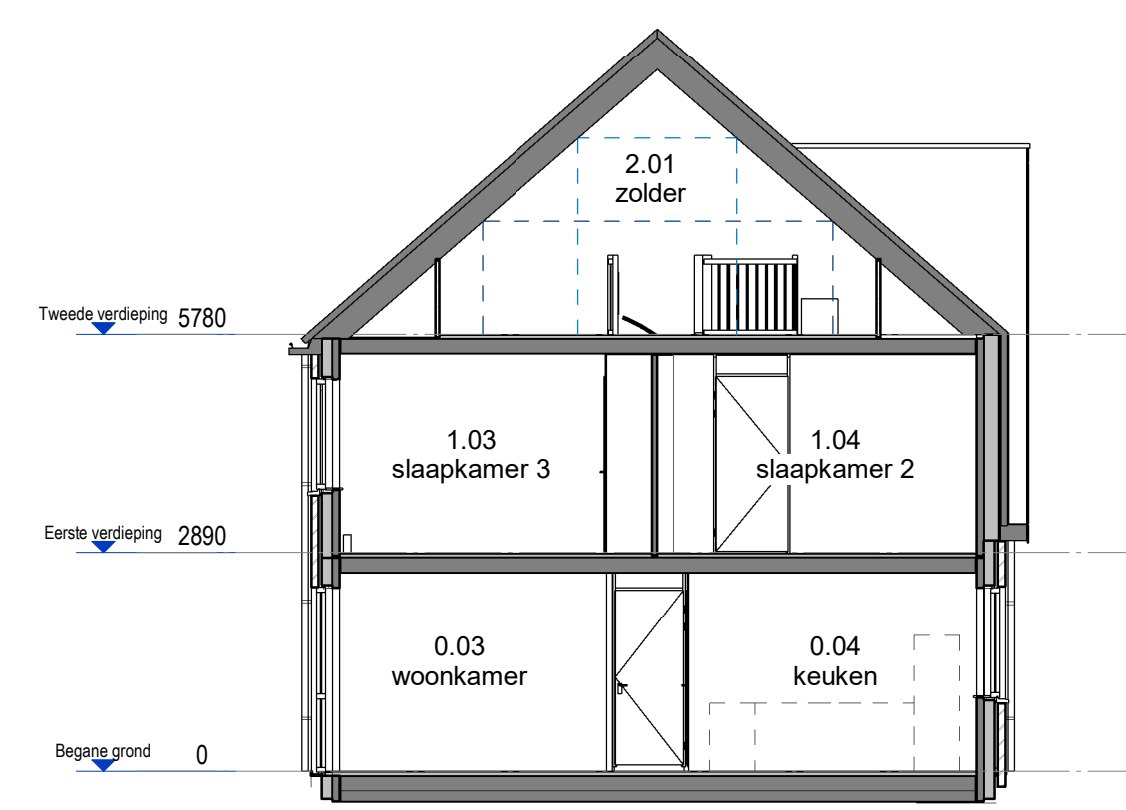 2.01
zolder
Tweede verdieping 5780
1.03
slaapkamer 3
1.04
slaapkamer 2
Eerste verdieping 2890
0.03
woonkamer
0.04
keuken
Begane grond 0